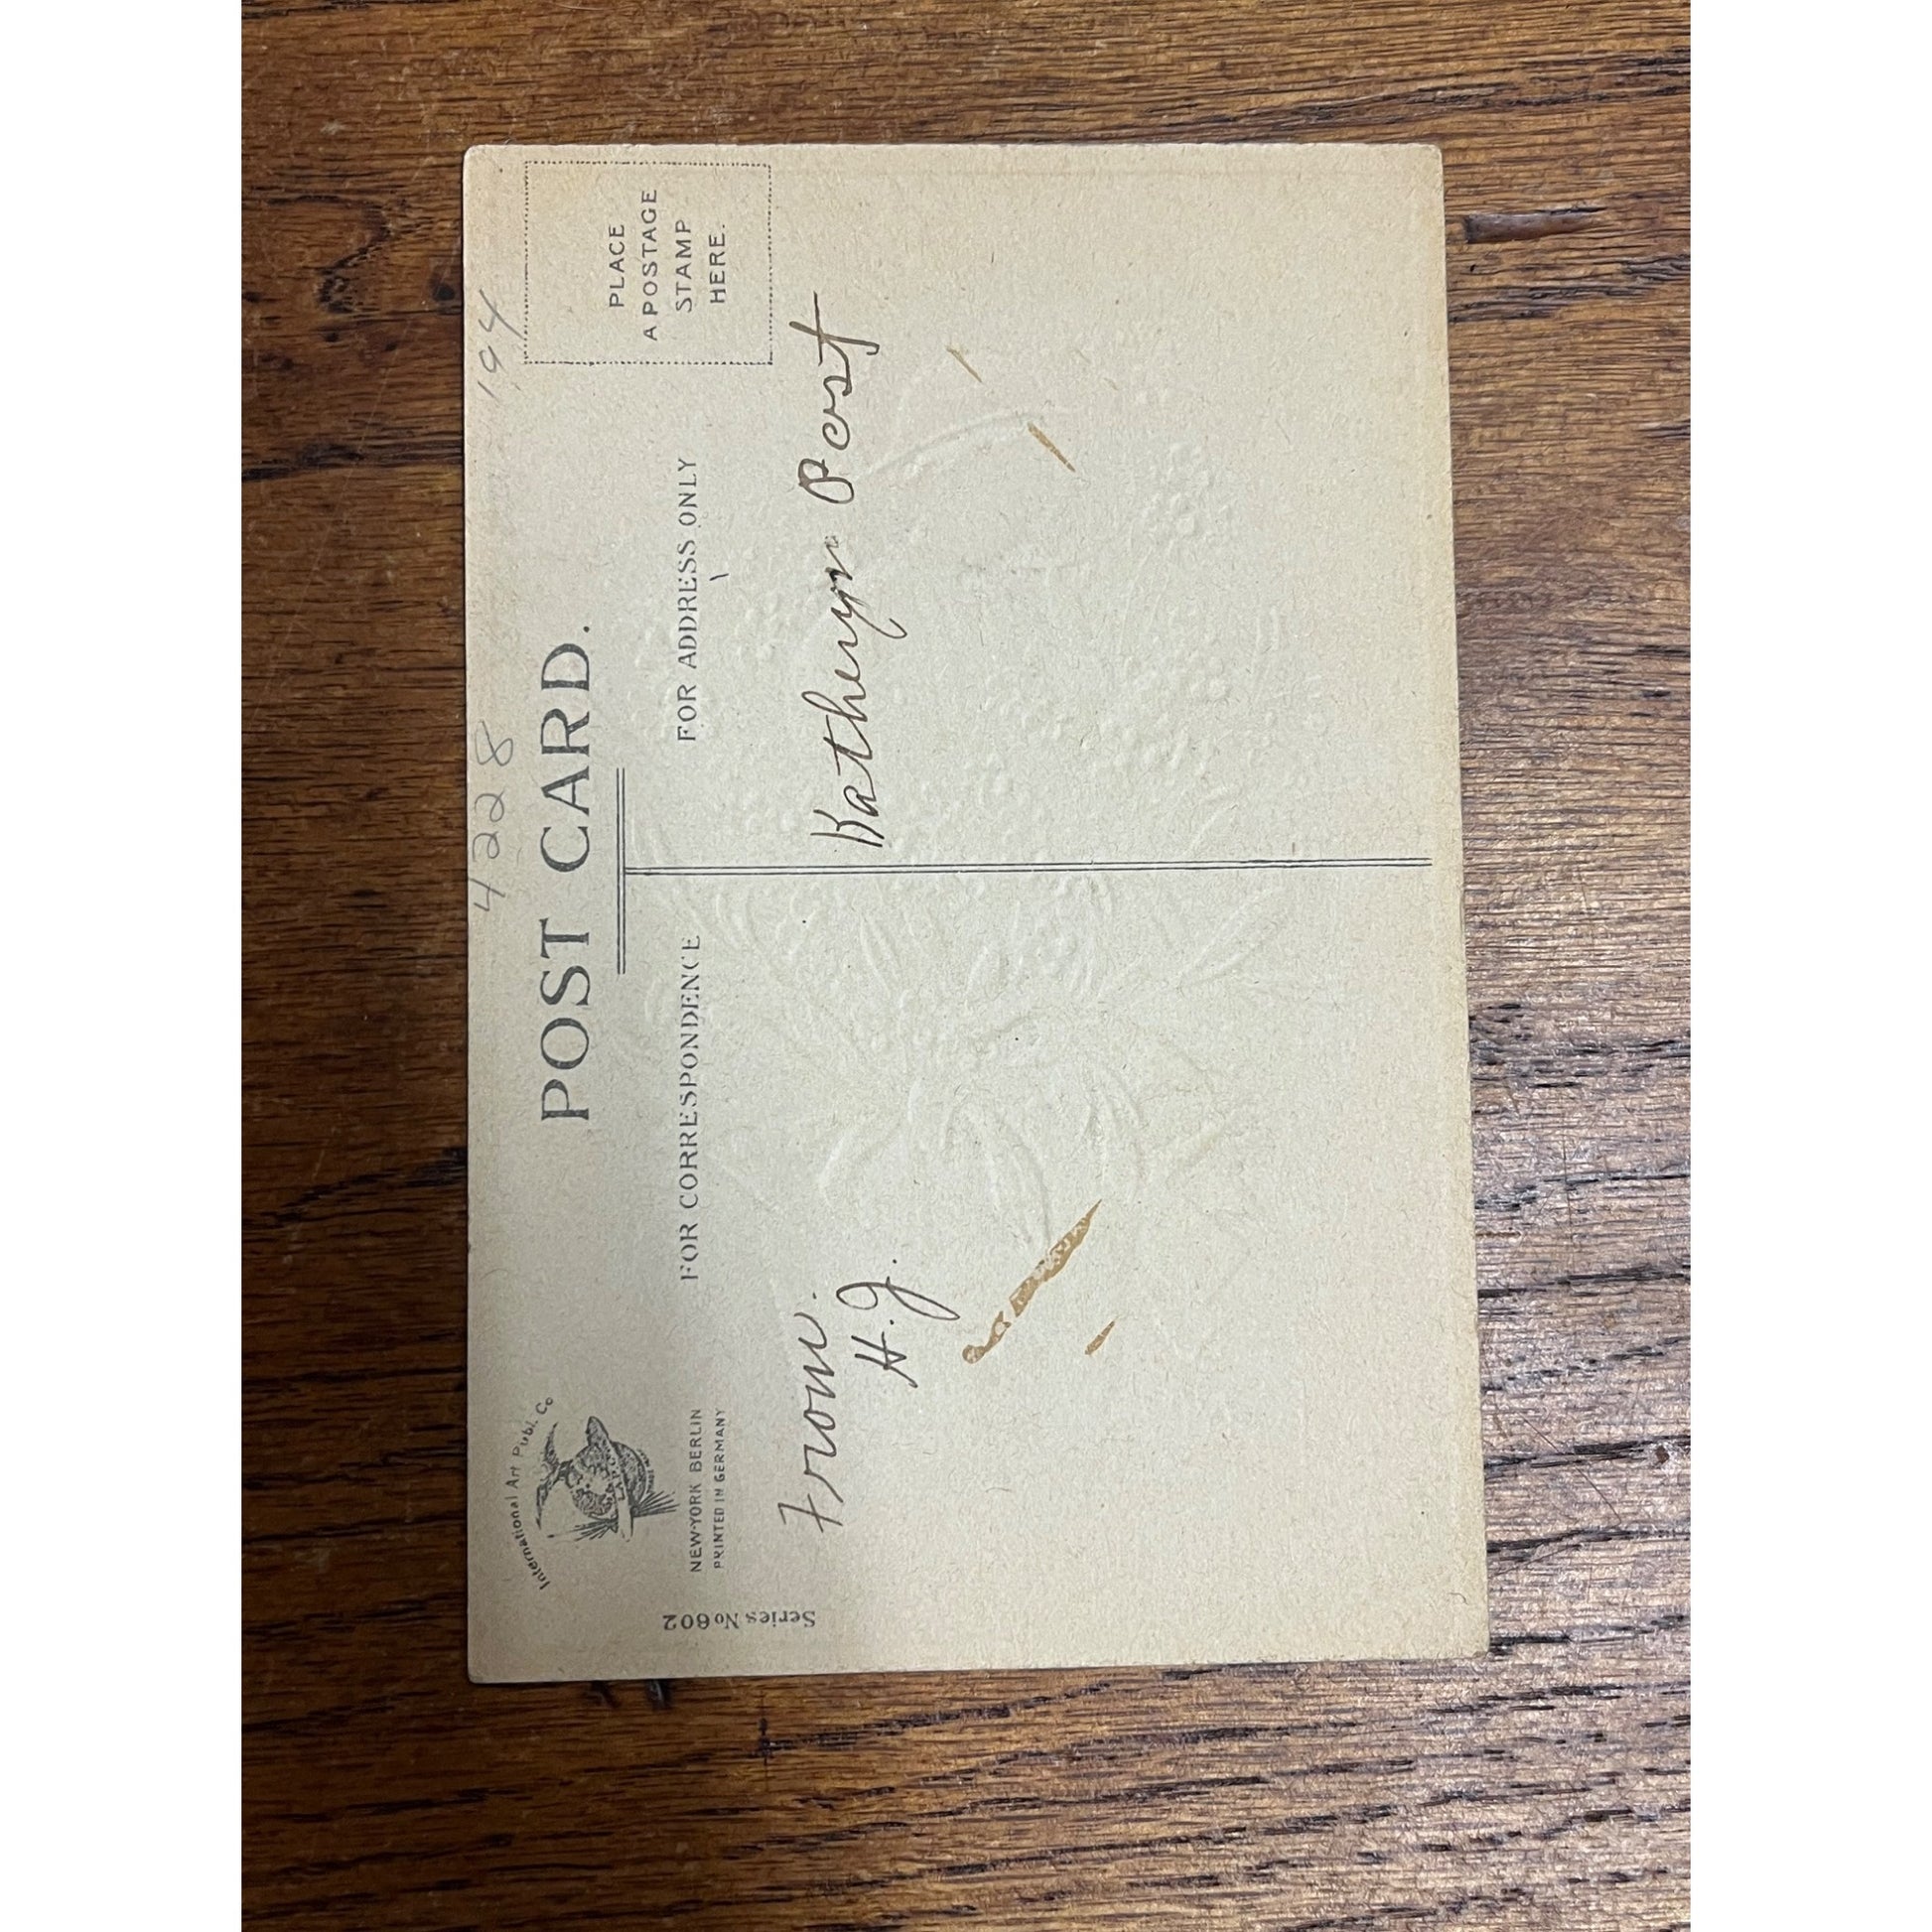 4228
194
POST CARD.
PLACE
A POSTAGE
STAMP
HERE.
International Art Publ. Co
NEW-YORK BERLIN
PRINTED IN GERMANY
Series No 602
FOR CORRESPONDENCE
FOR ADDRESS ONLY
From.
H.J.
Katheryn Post